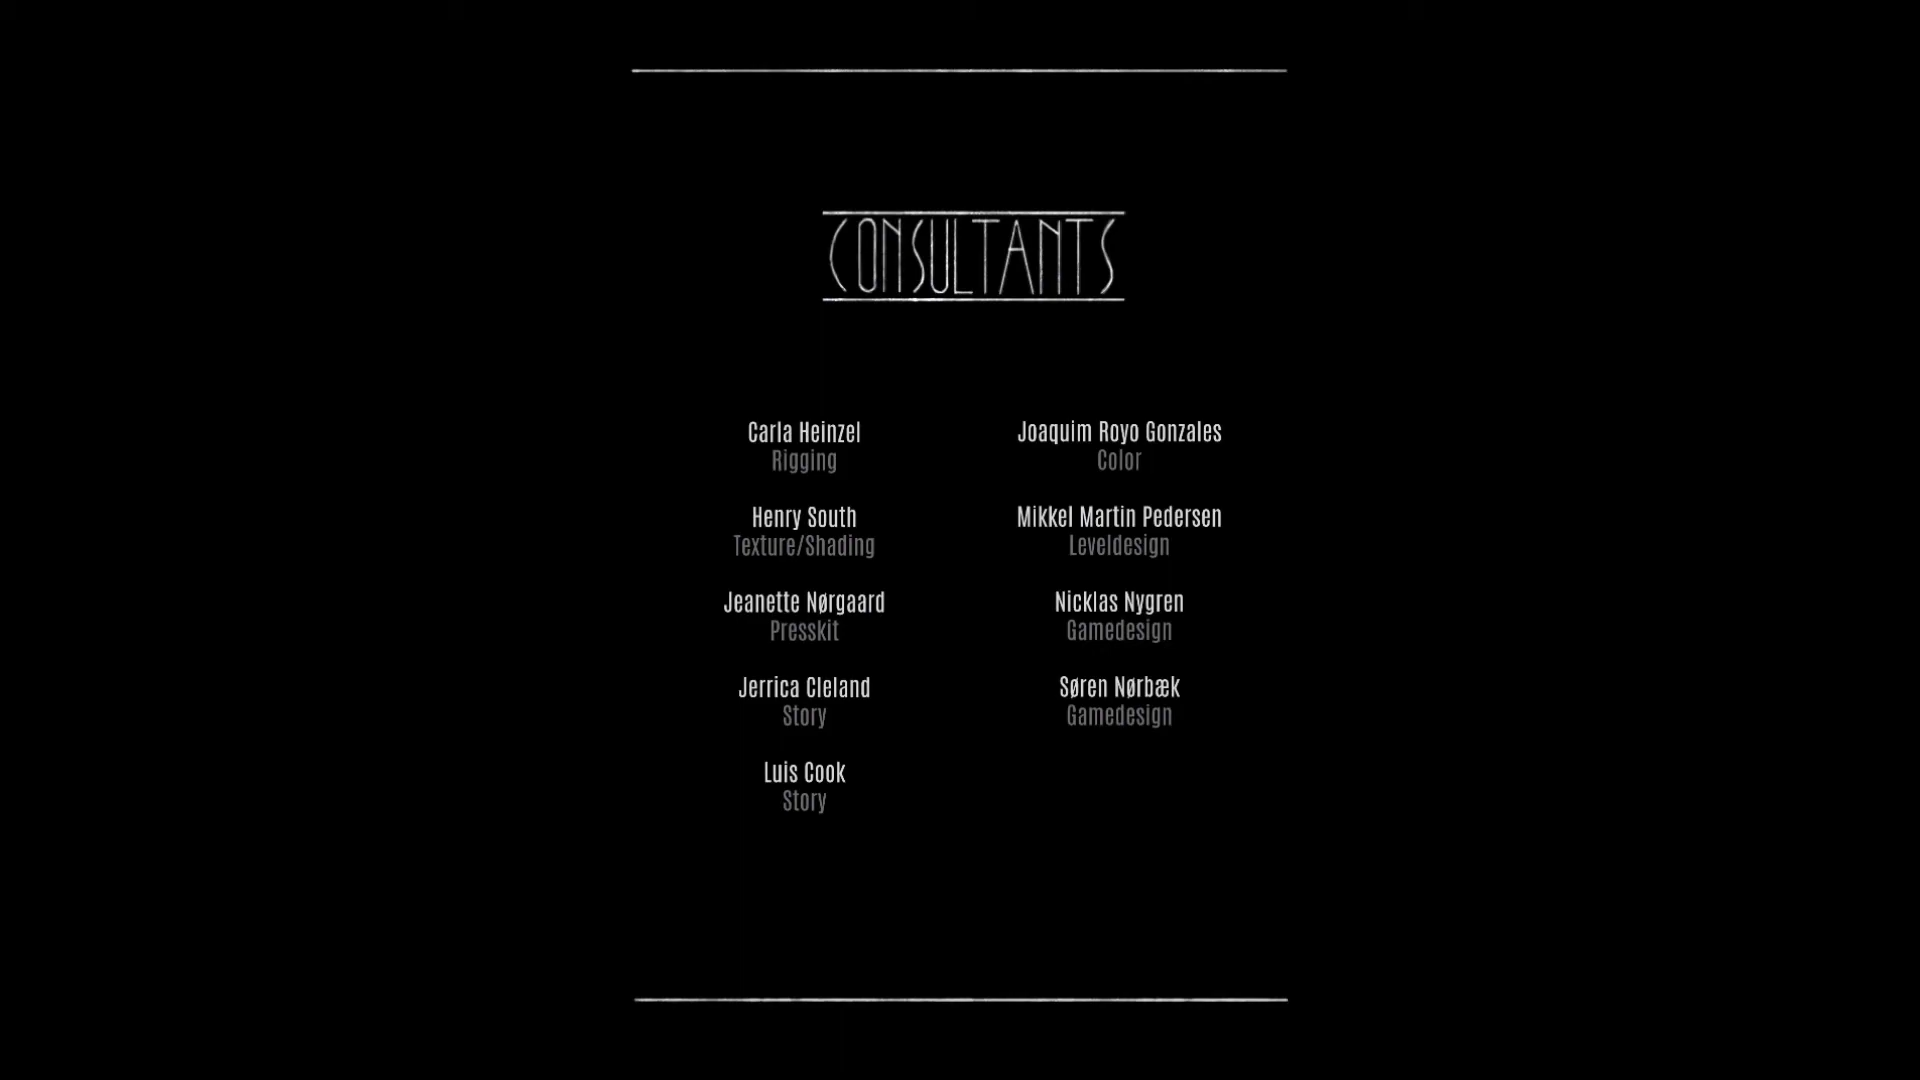 CONSULTANTS
Carla Heinzel
Rigging
Henry South
Texture/Shading
Jeanette Nørgaard
Presskit
Jerrica Cleland
Story
Luis Cook
Story
Joaquim Royo Gonzales
Color
Mikkel Martin Pedersen
Leveldesign
Nicklas Nygren
Gamedesign
Søren Nørbæk
Gamedesign